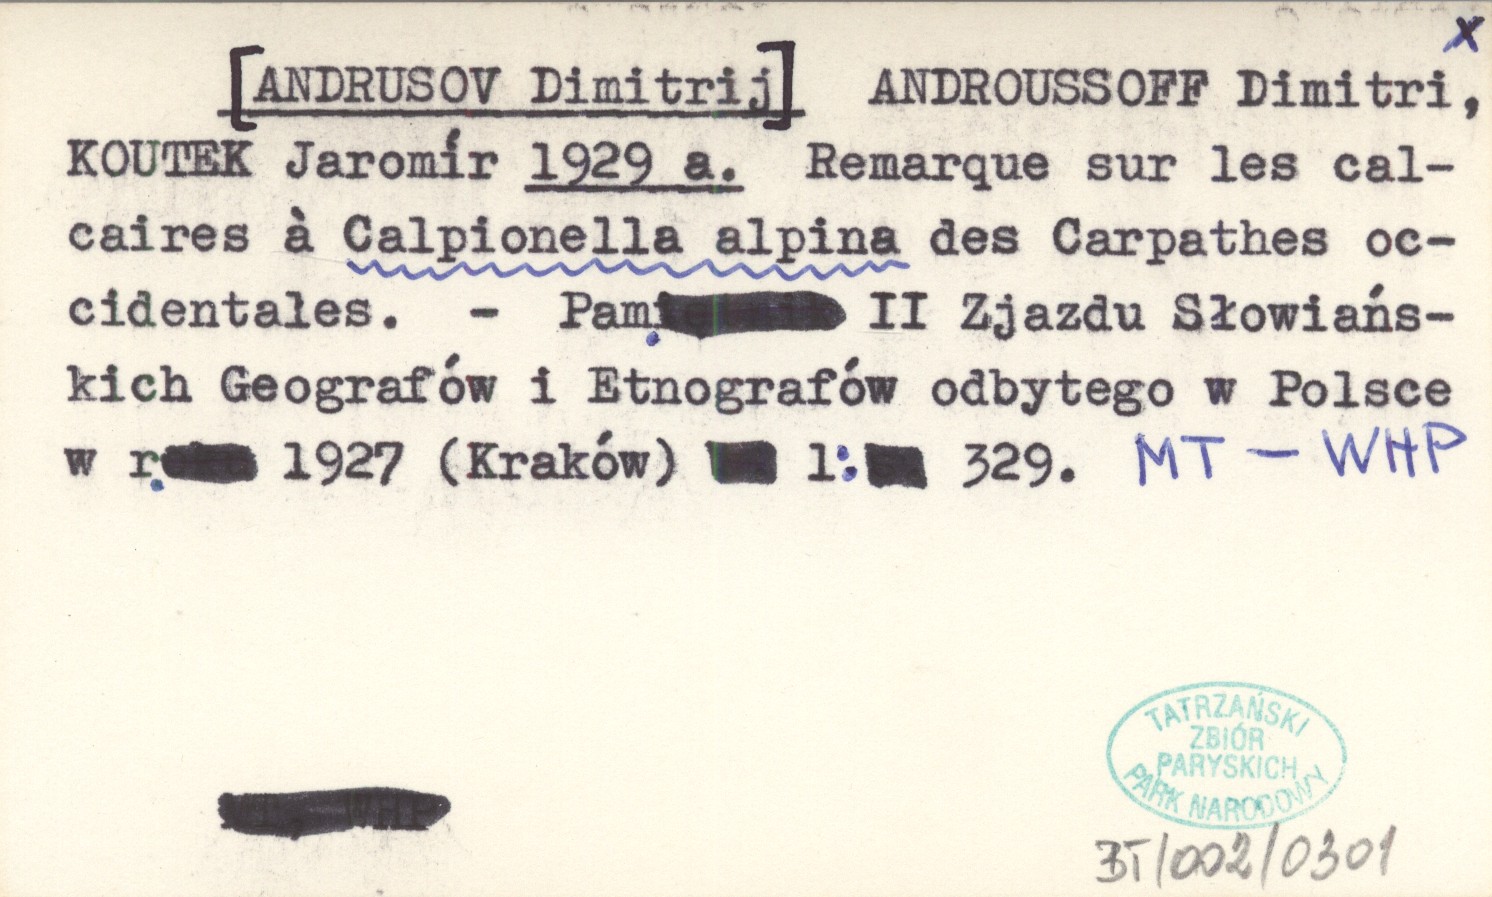 x
[ANDRUSOV Dimitrij] ANDROUSSOFF Dimitri,
KOUTEK Jaromír 1929 a. Remarque sur les cal-
caires à Calpionella alpina des Carpathes oc-
cidentales. - Pam. II Zjazdu Słowiańs-
kich Geografów i Etnografów odbytego w Polsce
w r. 1927 (Kraków) 1: 329. MT - WHP
TATRZAŃSKI
ZBIÓR
PARYSKICH
PARK NARODOWY
BT/002/0301